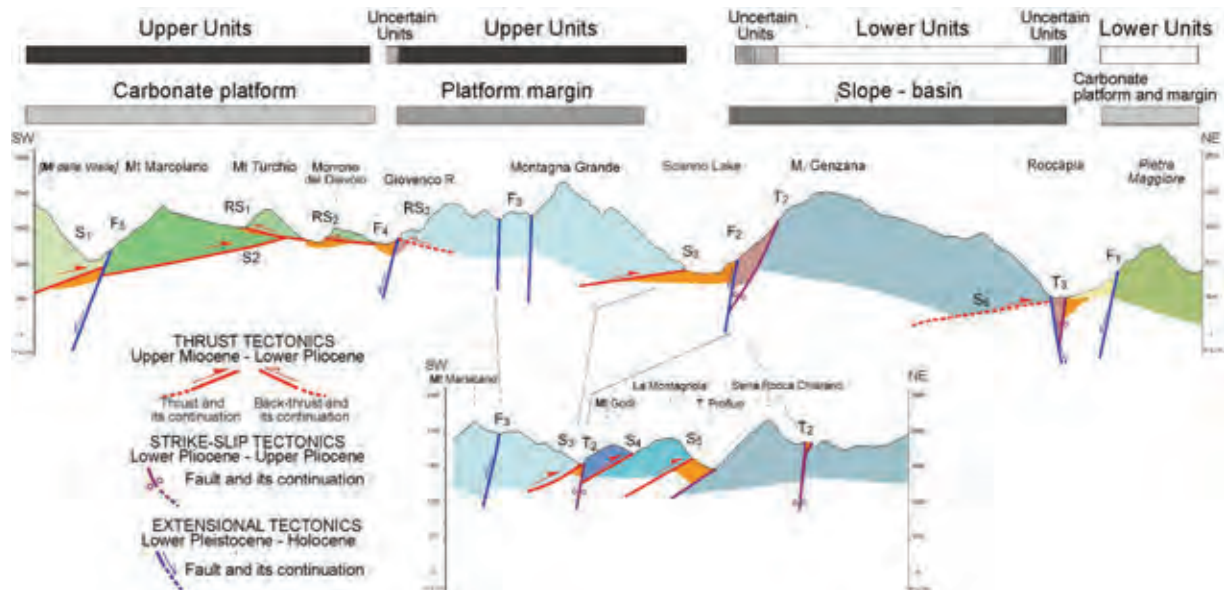 Upper Units
Uncertain
Units
Upper Units
Uncertain
Units
Lower Units
Uncertain
Units
Lower Units
Carbonate platform
Platform margin
Slope - basin
Carbonate
platform and margin
SW
NE
Mt Marcolano
Mt Turchio
Morrone
del Diavolo
Giovenco R.
Montagna Grande
Lake
M. Genzana
Roccapia
Pietra
Maggiore
S1
F5
RS1
S2
RS2
F4
RS3
F3
S3
F2
T2
S6
T3
F1
THRUST TECTONICS
Upper Miocene - Lower Pliocene
Thrust and
its continuation
Back-thrust and
its continuation
STRIKE-SLIP TECTONICS
Lower Pliocene - Upper Pliocene
Fault and its continuation
EXTENSIONAL TECTONICS
Lower Pleistocene - Holocene
Fault and its continuation
SW
NE
Mt Marsicano
La Montagnola
Serra Rocca Chiarano
Mt Godi
T. Profluo
F3
S3
T2
S4
S5
T2